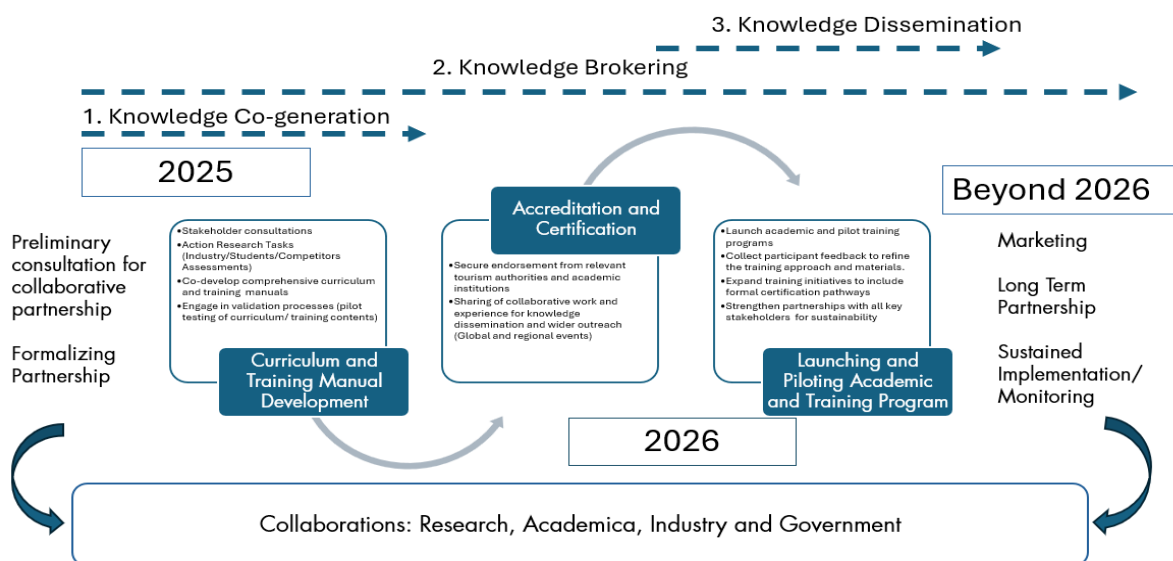 3. Knowledge Dissemination
2. Knowledge Brokering
1. Knowledge Co-generation
2025
Beyond 2026
Preliminary
consultation for
collaborative
partnership
Formalizing
Partnership
•Stakeholder consultations
•Action Research Tasks
(Industry/Students/Competitors
Assessments)
•Co-develop comprehensive curriculum
and training manuals
•Engage in validation processes (pilot
testing of curriculum/ training contents)
Curriculum and
Training Manual
Development
Accreditation and
Certification
•Secure endorsement from relevant
tourism authorities and academic
institutions
•Sharing of collaborative work and
experience for knowledge
dissemination and wider outreach
(Global and regional events)
•Launch academic and pilot training
programs
•Collect participant feedback to refine
the training approach and materials.
•Expand training initiatives to include
formal certification pathways
•Strengthen partnerships with all key
stakeholders for sustainability
Launching and
Piloting Academic
and Training Program
Marketing
Long Term
Partnership
Sustained
Implementation/
Monitoring
2026
Collaborations: Research, Academica, Industry and Government